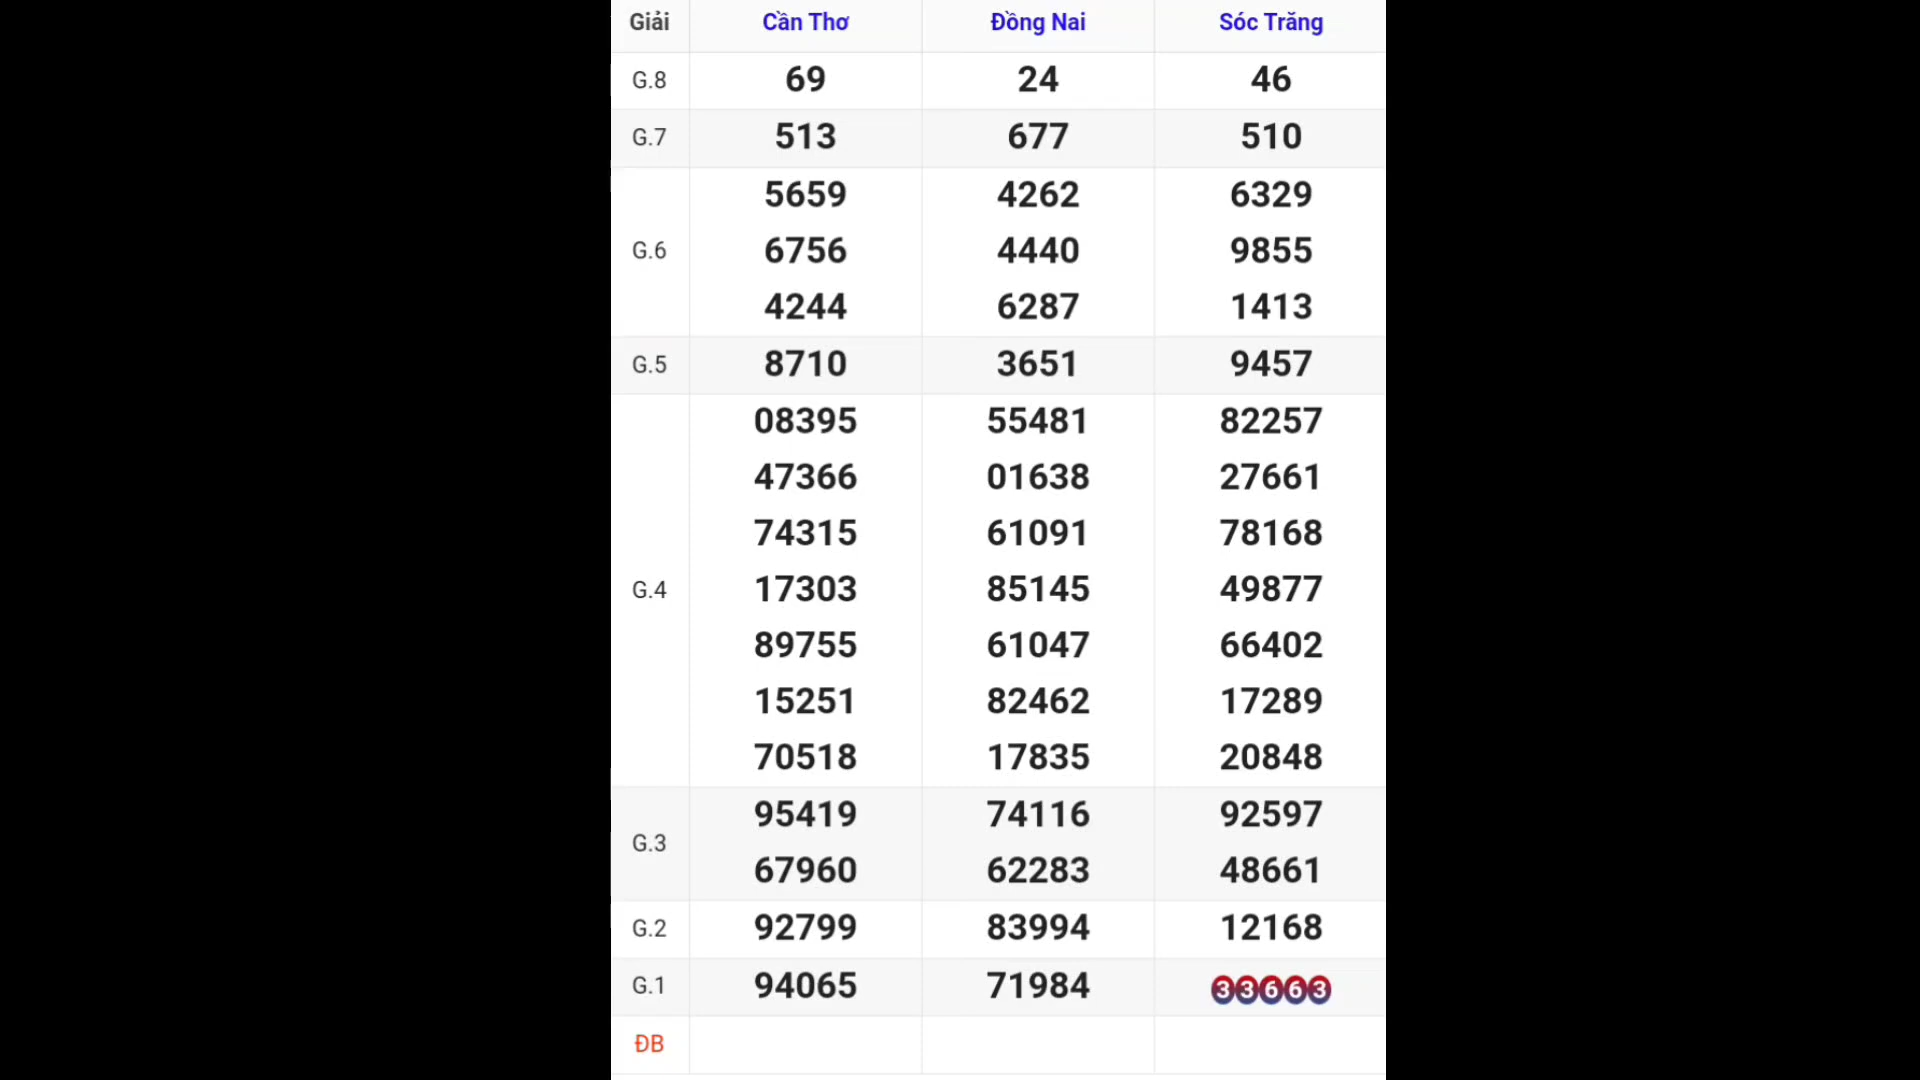 Giải Cần Thơ Đồng Nai Sóc Trăng
G.8 69 24 46
G.7 513 677 510
5659 4262 6329
G.6 6756 4440 9855
4244 6287 1413
G.5 8710 3651 9457
08395 55481 82257
47366 01638 27661
74315 61091 78168
G.4 17303 85145 49877
89755 61047 66402
15251 82462 17289
70518 17835 20848
95419 74116 92597
G.3
67960 62283 48661
G.2 92799 83994 12168
G.1 94065 71984 33663
ĐB